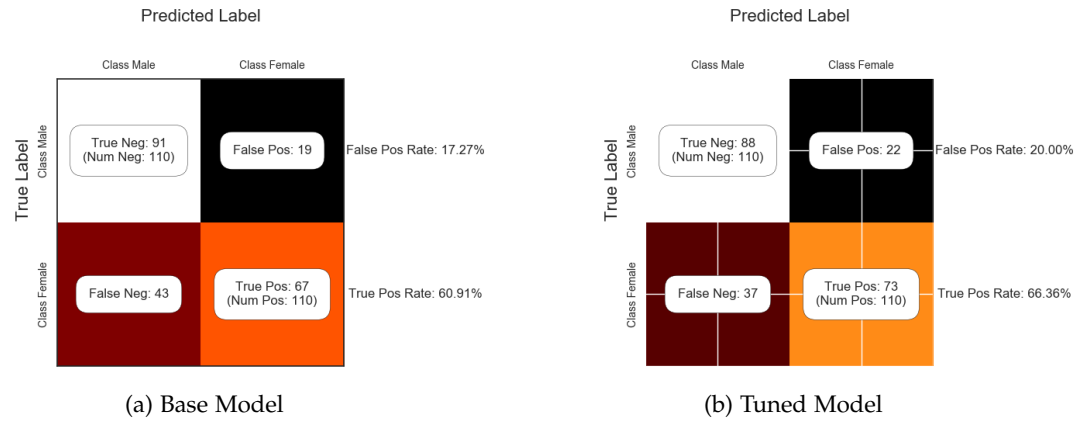 Predicted Label
Class Male
Class Female
True Label
Class Male
True Neg: 91
(Num Neg: 110)
False Pos: 19
False Pos Rate: 17.27%
Class Female
False Neg: 43
True Pos: 67
(Num Pos: 110)
True Pos Rate: 60.91%
(a) Base Model
Predicted Label
Class Male
Class Female
True Label
Class Male
True Neg: 88
(Num Neg: 110)
False Pos: 22
False Pos Rate: 20.00%
Class Female
False Neg: 37
True Pos: 73
(Num Pos: 110)
True Pos Rate: 66.36%
(b) Tuned Model